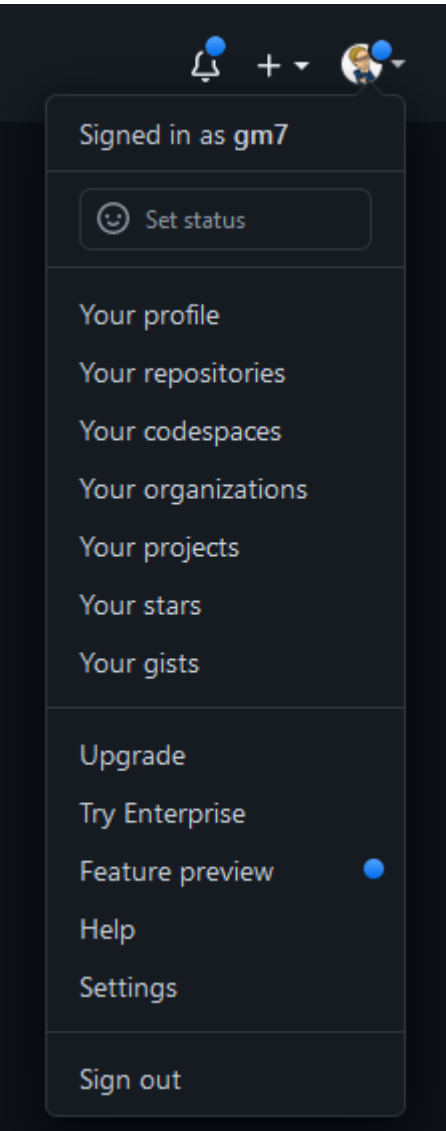 Signed in as gm7
Set status
Your profile
Your repositories
Your codespaces
Your organizations
Your projects
Your stars
Your gists
Upgrade
Try Enterprise
Feature preview
Help
Settings
Sign out